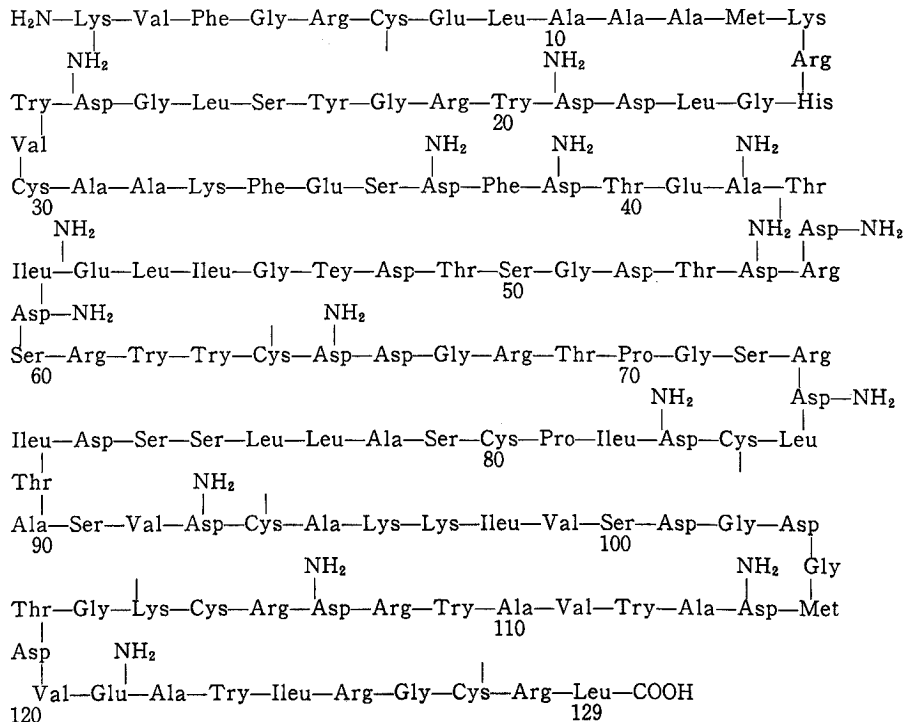 H₂N—Lys—Val—Phe—Gly—Arg—Cys—Glu—Leu—Ala—Ala—Ala—Met—Lys
10
NH₂ NH₂ Arg
Try—Asp—Gly—Leu—Ser—Tyr—Gly—Arg—Try—Asp—Asp—Leu—Gly—His
20
Val NH₂ NH₂ NH₂
Cys—Ala—Ala—Lys—Phe—Glu—Ser—Asp—Phe—Asp—Thr—Glu—Ala—Thr
30 40
NH₂ NH₂ Asp—NH₂
Ileu—Glu—Leu—Ileu—Gly—Tey—Asp—Thr—Ser—Gly—Asp—Thr—Asp—Arg
50
Asp—NH₂ NH₂
Ser—Arg—Try—Try—Cys—Asp—Asp—Gly—Arg—Thr—Pro—Gly—Ser—Arg
60 70
NH₂ Asp—NH₂
Ileu—Asp—Ser—Ser—Leu—Leu—Ala—Ser—Cys—Pro—Ileu—Asp—Cys—Leu
80
Thr NH₂
Ala—Ser—Val—Asp—Cys—Ala—Lys—Lys—Ileu—Val—Ser—Asp—Gly—Asp
90 100
NH₂ NH₂ Gly
Thr—Gly—Lys—Cys—Arg—Asp—Arg—Try—Ala—Val—Try—Ala—Asp—Met
110
Asp NH₂
Val—Glu—Ala—Try—Ileu—Arg—Gly—Cys—Arg—Leu—COOH
120 129